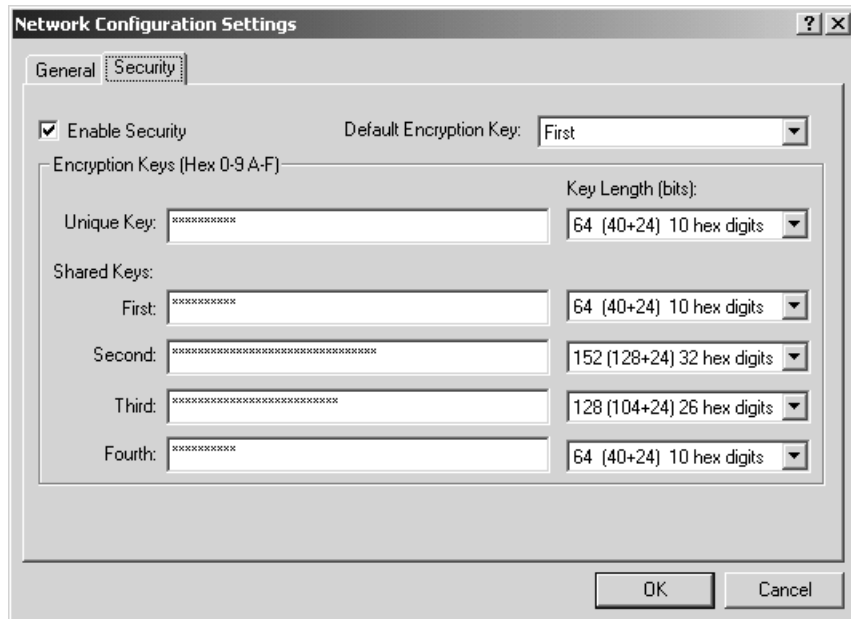 Network Configuration Settings ? X
General Security
Enable Security Default Encryption Key: First
Encryption Keys (Hex 0-9 A-F)
Key Length (bits):
Unique Key: ********** 64 (40+24) 10 hex digits
Shared Keys:
First: ********** 64 (40+24) 10 hex digits
Second: ******************************** 152 (128+24) 32 hex digits
Third: ************************** 128 (104+24) 26 hex digits
Fourth: ********** 64 (40+24) 10 hex digits
OK Cancel